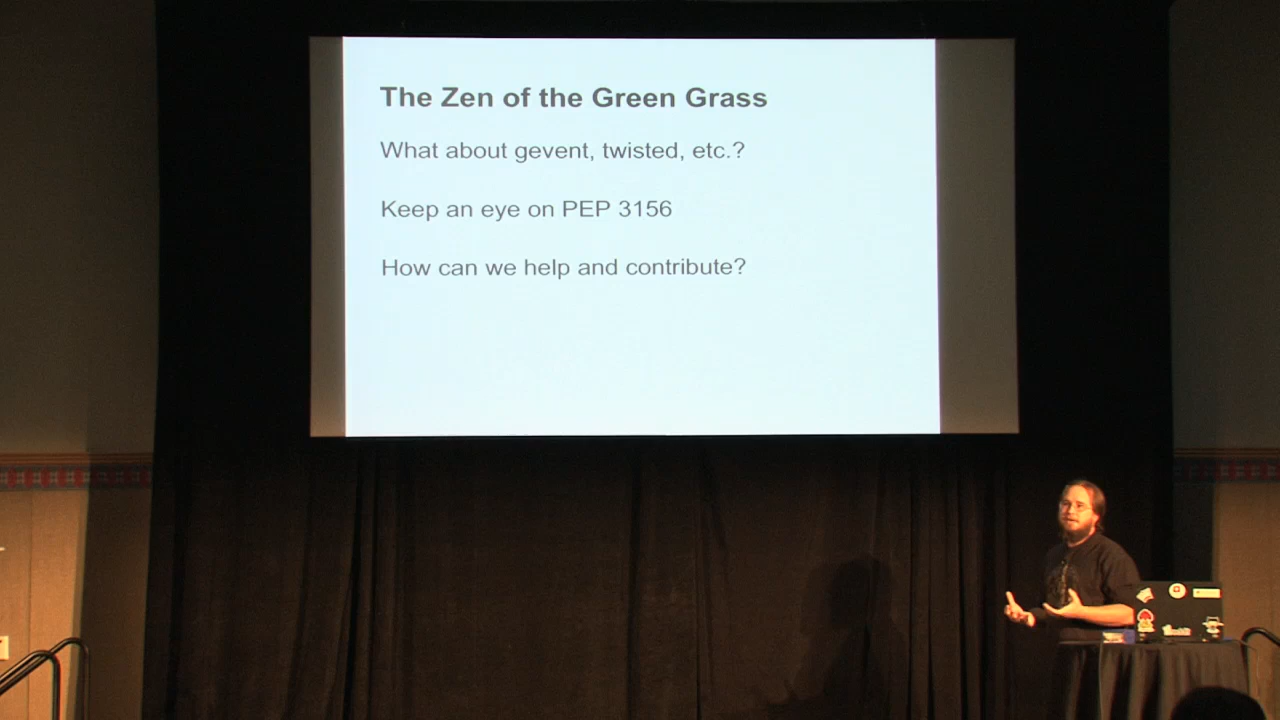 The Zen of the Green Grass
What about gevent, twisted, etc.?
Keep an eye on PEP 3156
How can we help and contribute?